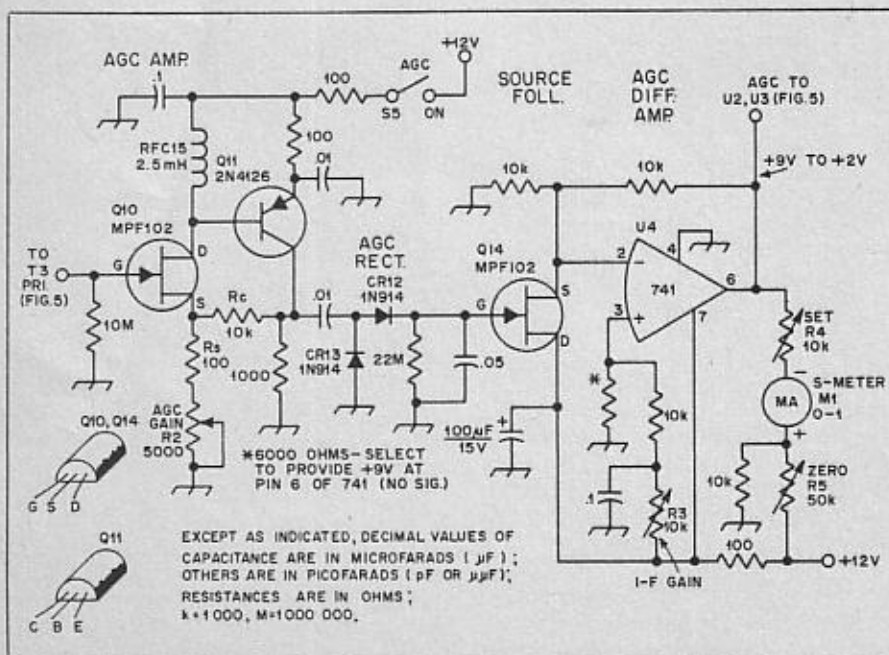 AGC AMP.
.1
100
AGC
+12V
S5
ON
SOURCE
FOLL.
AGC
DIFF.
AMP.
AGC TO
U2, U3 (FIG.5)
RFC15
2.5mH
Q11
2N4126
100
.01
10k
10k
+9V TO +2V
Q10
MPF102
D
G
S
TO
T3
PRI.
(FIG.5)
10M
Rc
10k
.01
AGC
RECT.
CR12
1N914
CR13
1N914
Q14
MPF102
G
S
D
U4
2
-
4
741
6
3
+
7
SET
R4
10k
-
S-METER
MA
M1
0-1
+
Rs
100
1000
22M
.05
*
10k
AGC
GAIN
R2
5000
100µF
15V
+
.1
R3
10k
10k
ZERO
R5
50k
100
+12V
I-F GAIN
Q10, Q14
G S D
*6000 OHMS-SELECT
TO PROVIDE +9V AT
PIN 6 OF 741 (NO SIG.)
Q11
C B E
EXCEPT AS INDICATED, DECIMAL VALUES OF
CAPACITANCE ARE IN MICROFARADS (µF);
OTHERS ARE IN PICOFARADS (pF OR µµF);
RESISTANCES ARE IN OHMS;
k=1000, M=1000 000.